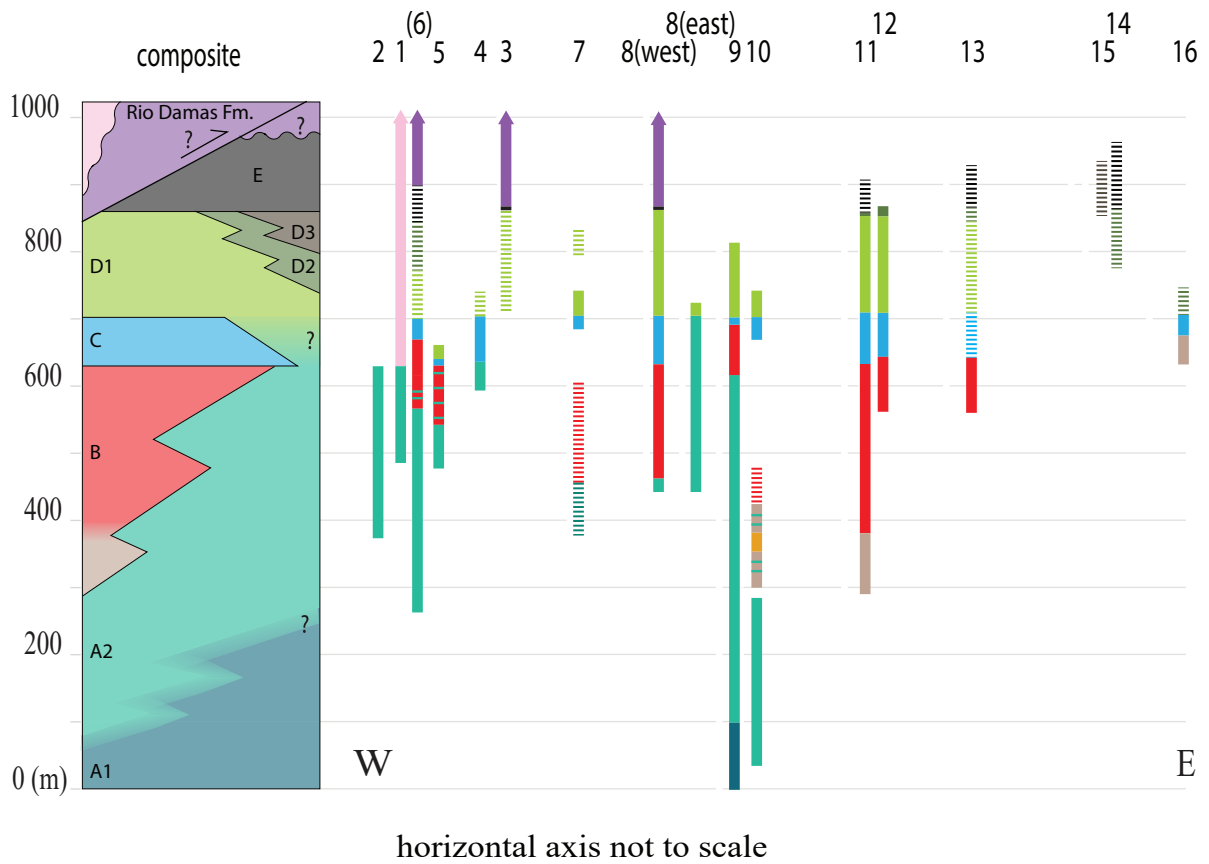 (6) 8(east) 12 14
composite 2 1 5 4 3 7 8(west) 9 10 11 13 15 16
1000
Rio Damas Fm.
? ?
E
800
D3
D1 D2
C ?
600
B
400
?
200
A2
W E
0 (m) A1
horizontal axis not to scale